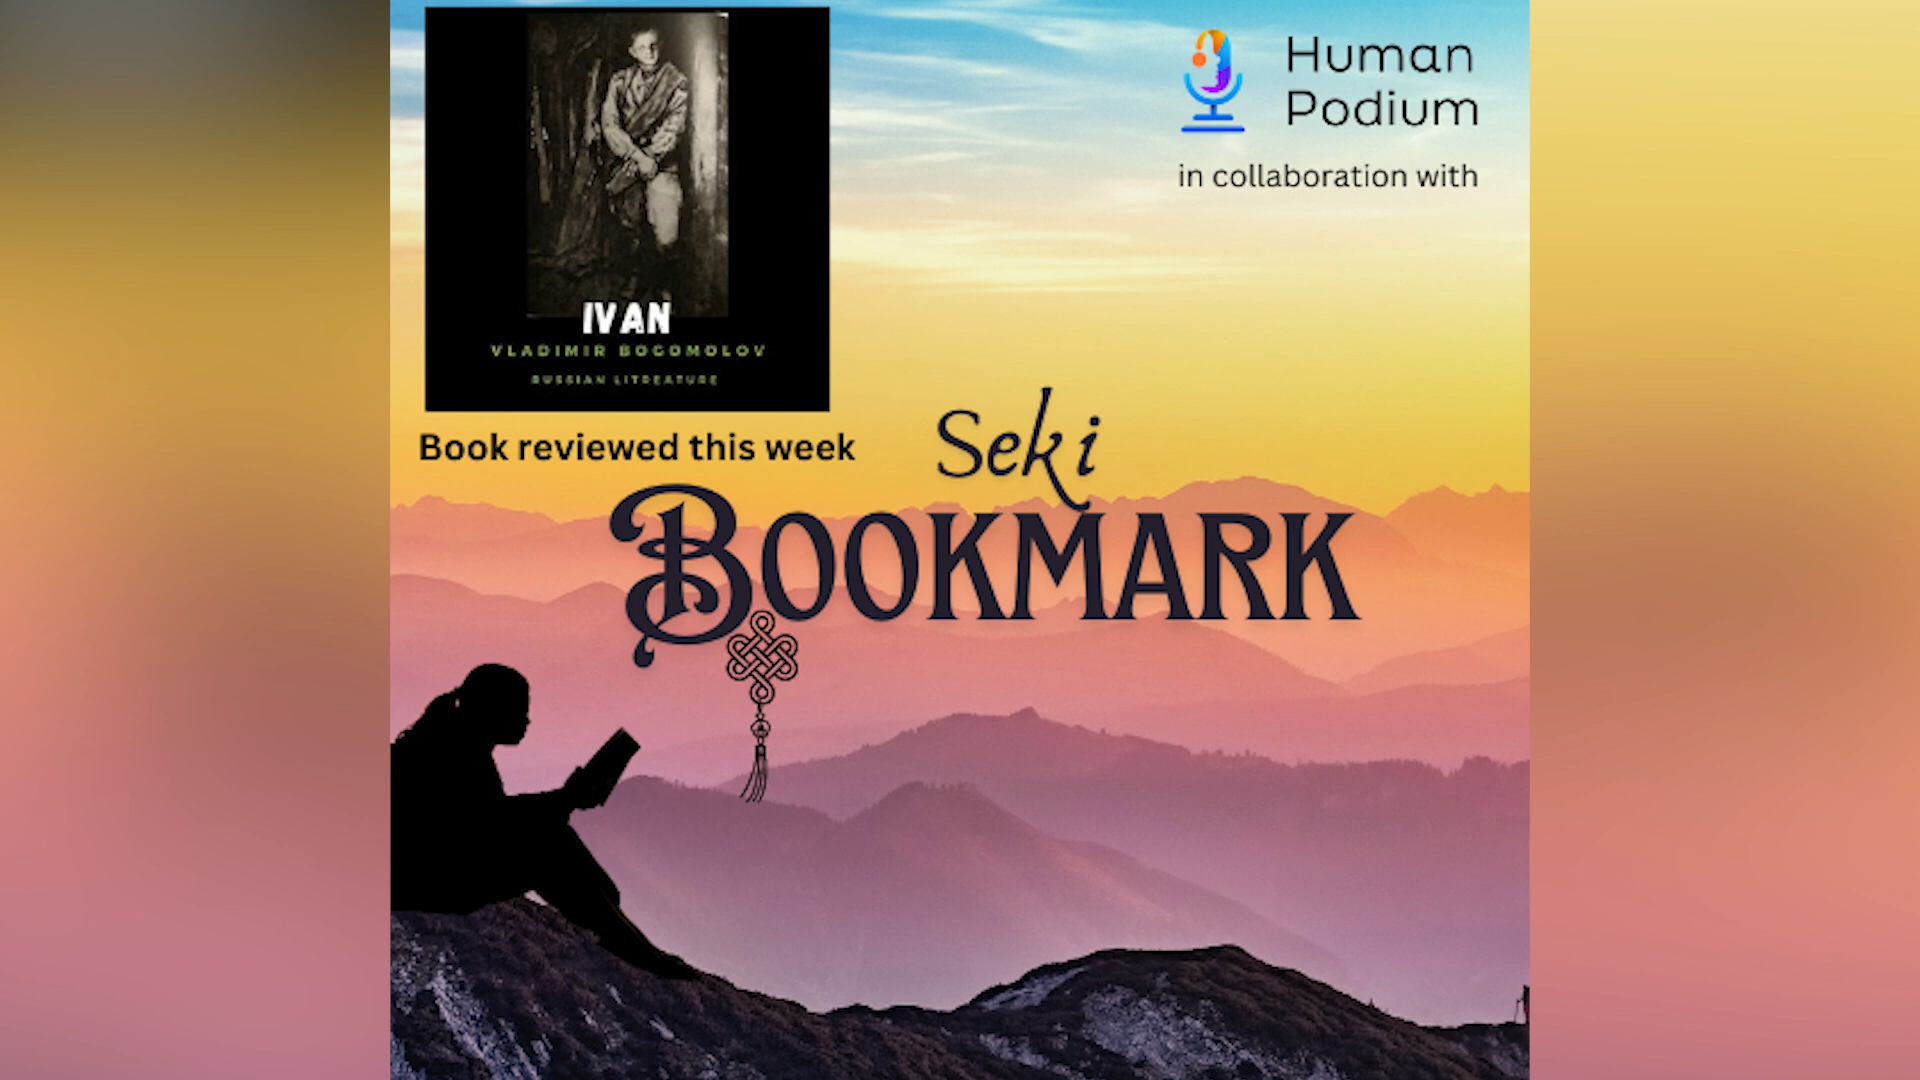 IVAN
VLADIMIR BOGOMOLOV
RUSSIAN LITREATURE
Book reviewed this week
Human
Podium
in collaboration with
Seki
BOOKMARK